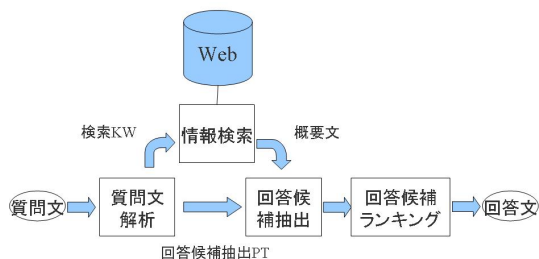 Web
検索KW
情報検索
概要文
質問文
質問文
解析
回答候
補抽出
回答候補
ランキング
回答文
回答候補抽出PT